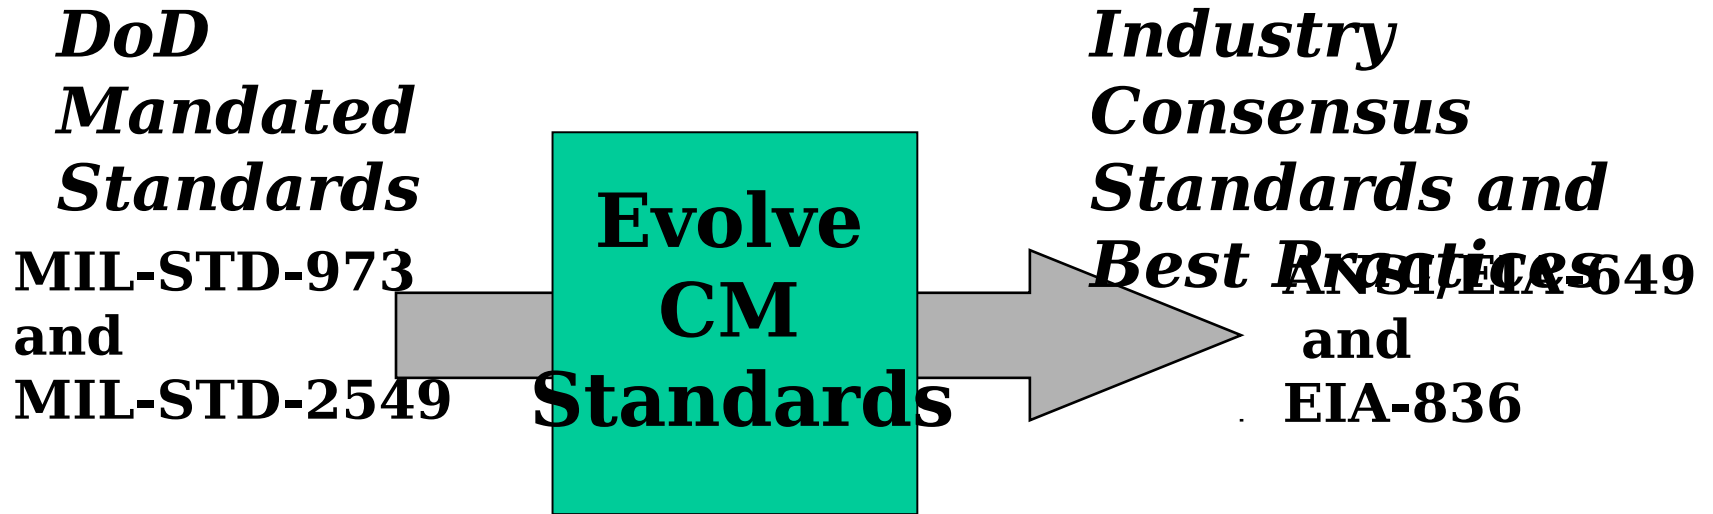 DoD
Mandated
Standards
MIL-STD-973
and
MIL-STD-2549
Evolve
CM
Standards
Industry
Consensus
Standards and
Best Practices
ANSI/EIA-649
and
EIA-836